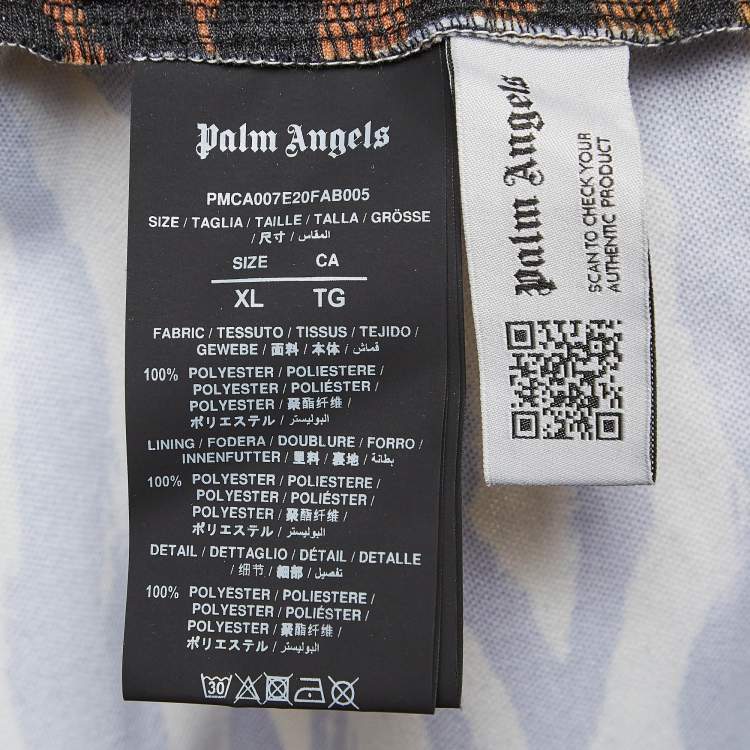 Palm Angels
PMCA007E20FAB005
SIZE / TAGLIA / TAILLE / TALLA / GRÖSSE
/ 尺寸 / المقاس /
SIZE CA
XL TG
FABRIC / TESSUTO / TISSUS / TEJIDO /
GEWEBE / 面料 / 本体 / قماش /
100% POLYESTER / POLIESTERE /
POLYESTER / POLIÉSTER /
POLYESTER / 聚酯纤维 /
ポリエステル / البوليستر /
LINING / FODERA / DOUBLURE / FORRO /
INNENFUTTER / 里料 / 裏地 / بطانة /
100% POLYESTER / POLIESTERE /
POLYESTER / POLIÉSTER /
POLYESTER / 聚酯纤维 /
ポリエステル / البوليستر /
DETAIL / DETTAGLIO / DÉTAIL / DETALLE
/ 细节 / 細部 / تفصيل /
100% POLYESTER / POLIESTERE /
POLYESTER / POLIÉSTER /
POLYESTER / 聚酯纤维 /
ポリエステル / البوليستر /
30
Palm Angels
SCAN TO CHECK YOUR
AUTHENTIC PRODUCT